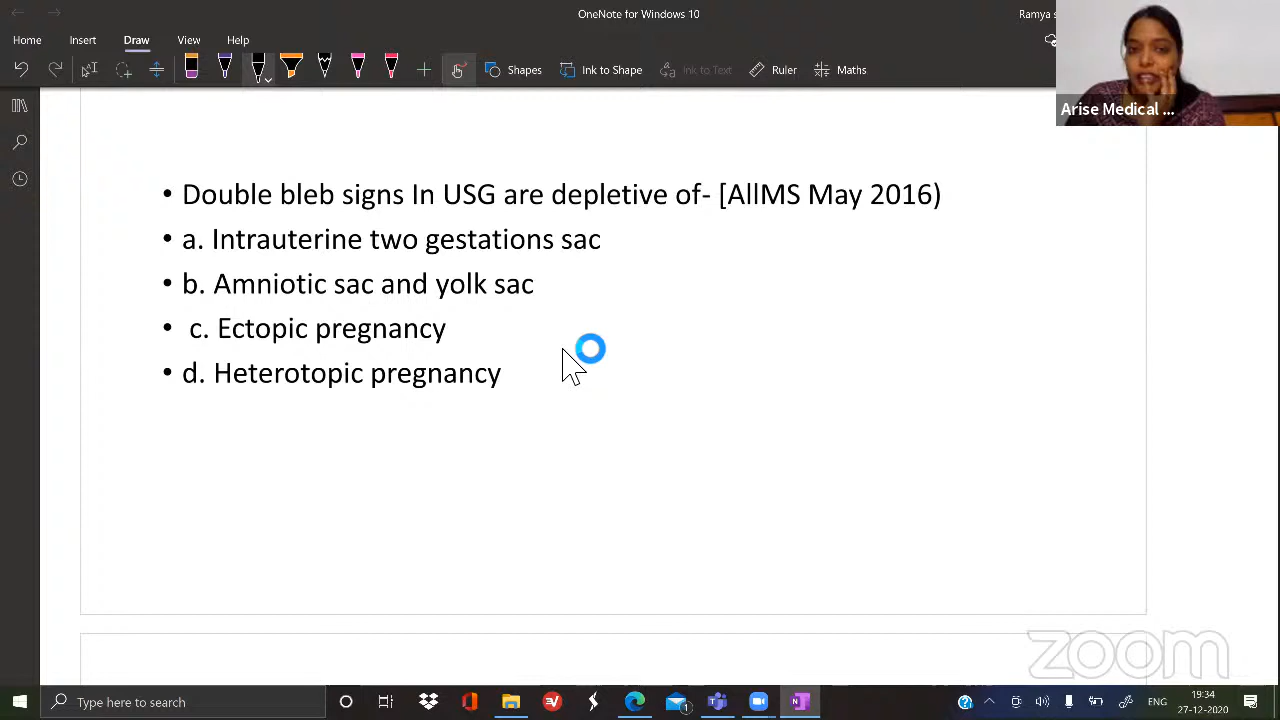 OneNote for Windows 10
Ramya s
Home Insert Draw View Help
Shapes Ink to Shape Ink to Text Ruler Maths
Arise Medical ...
• Double bleb signs In USG are depletive of- [AllMS May 2016)
• a. Intrauterine two gestations sac
• b. Amniotic sac and yolk sac
• c. Ectopic pregnancy
• d. Heterotopic pregnancy
zoom
Type here to search
19:34
27-12-2020